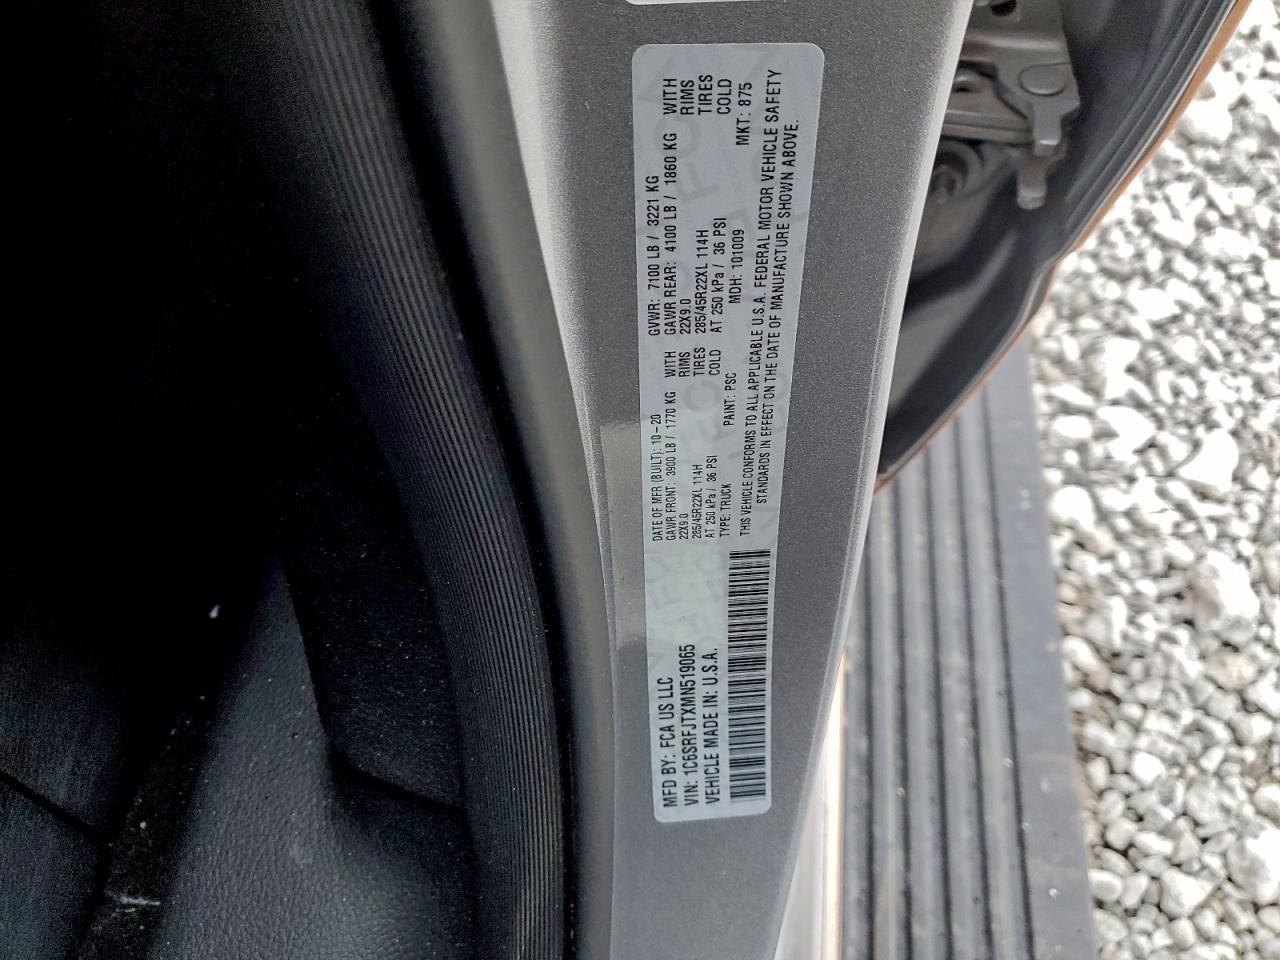 MFD BY: FCA US LLC
VIN: 1C6SRFJTXMN519065
VEHICLE MADE IN: U.S.A.
DATE OF MFR (BUILT): 10-20
GAWR FRONT: 3900 LB / 1770 KG WITH
22X9.0 RIMS
285/45R22XL 114H TIRES
AT 250 kPa / 36 PSI COLD
TYPE: TRUCK PAINT: PSC
GVWR: 7100 LB / 3221 KG
GAWR REAR: 4100 LB / 1860 KG WITH
22X9.0 RIMS
285/45R22XL 114H TIRES
AT 250 kPa / 36 PSI COLD
MDH: 101009 MKT: 875
THIS VEHICLE CONFORMS TO ALL APPLICABLE U.S.A. FEDERAL MOTOR VEHICLE SAFETY
STANDARDS IN EFFECT ON THE DATE OF MANUFACTURE SHOWN ABOVE.